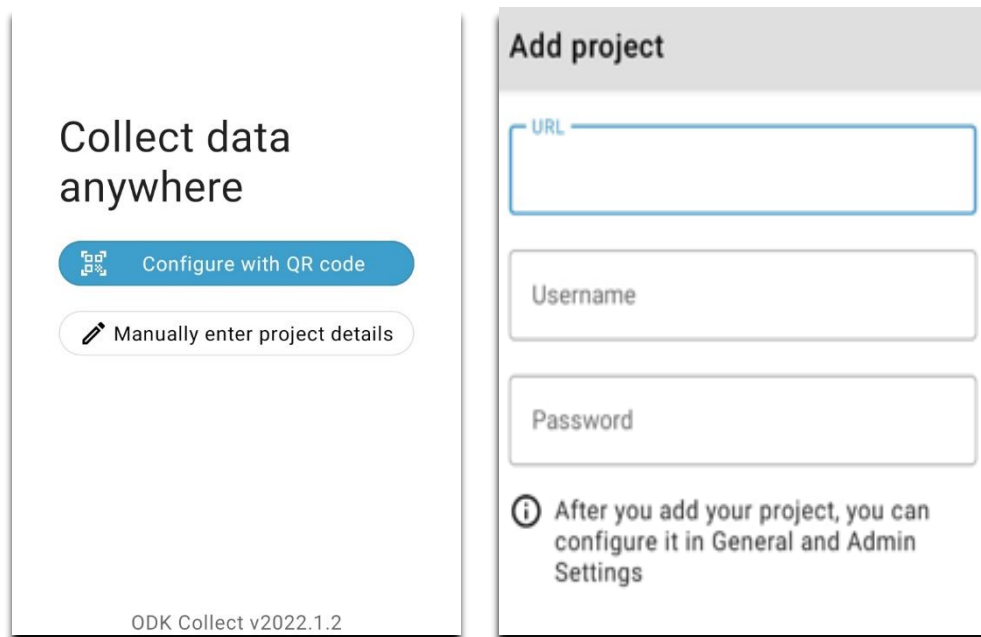 Collect data
anywhere
Configure with QR code
Manually enter project details
ODK Collect v2022.1.2
Add project
URL
Username
Password
After you add your project, you can
configure it in General and Admin
Settings